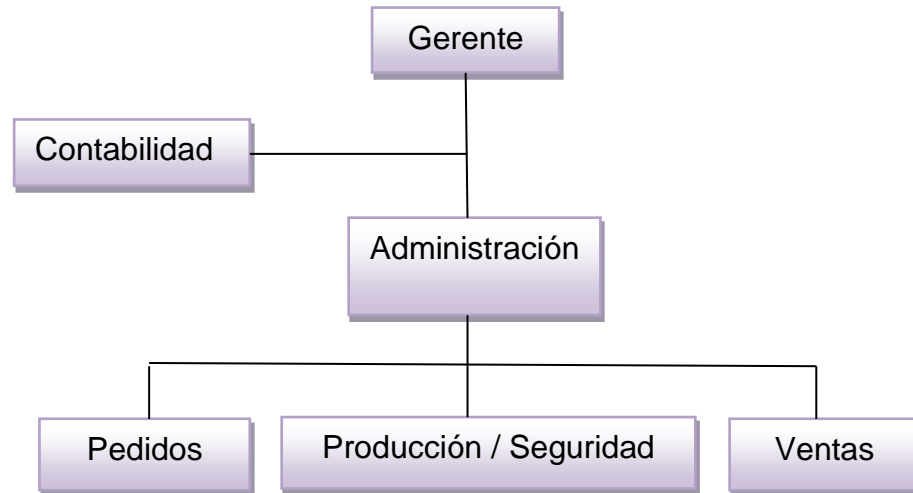 Gerente
Contabilidad
Administración
Pedidos
Producción / Seguridad
Ventas